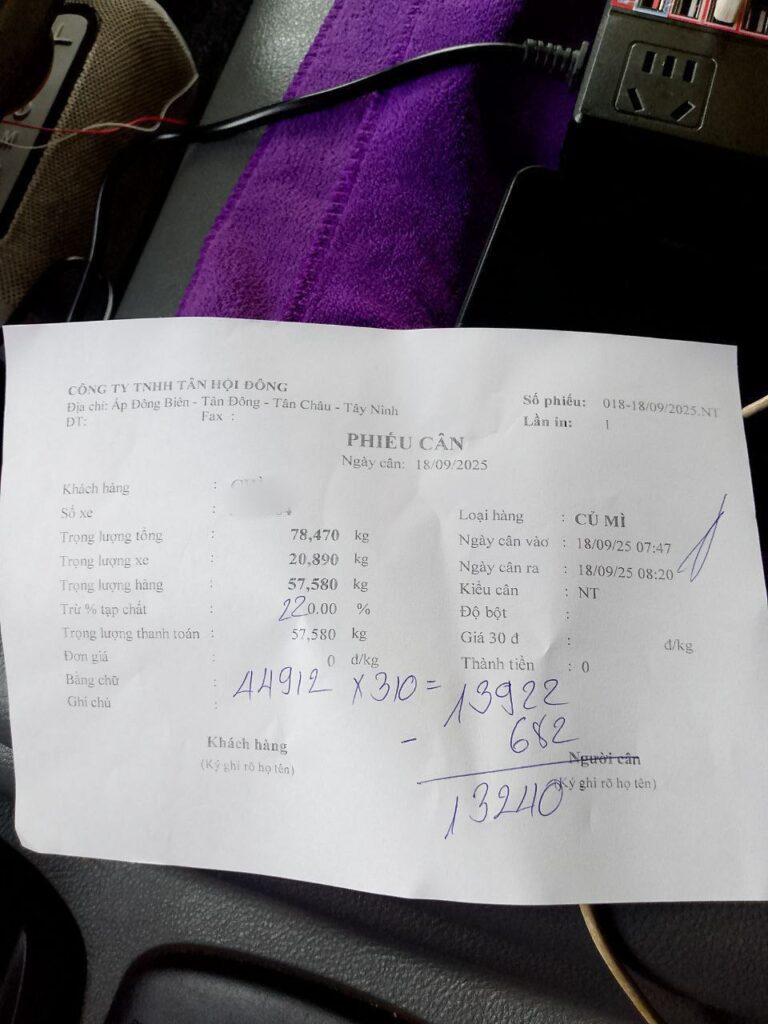 CÔNG TY TNHH TÂN HỘI ĐÔNG
Địa chỉ: Ấp Đông Biên - Tân Đông - Tân Châu - Tây Ninh
ĐT: Fax :
Số phiếu: 018-18/09/2025.NT
Lần in: 1
PHIẾU CÂN
Ngày cân: 18/09/2025
Khách hàng :
Số xe :
Trọng lượng tổng : 78,470 kg
Trọng lượng xe : 20,890 kg
Trọng lượng hàng : 57,580 kg
Trừ % tạp chất : 220.00 %
Trọng lượng thanh toán : 57,580 kg
Đơn giá : 0 đ/kg
Bằng chữ :
Ghi chú :
Loại hàng : CỦ MÌ
Ngày cân vào : 18/09/25 07:47
Ngày cân ra : 18/09/25 08:20
Kiểu cân : NT
Độ bột :
Giá 30 đ : đ/kg
Thành tiền : 0
44912 x 310 = 13922
- 682
13240
Khách hàng
(Ký ghi rõ họ tên)
Người cân
(Ký ghi rõ họ tên)